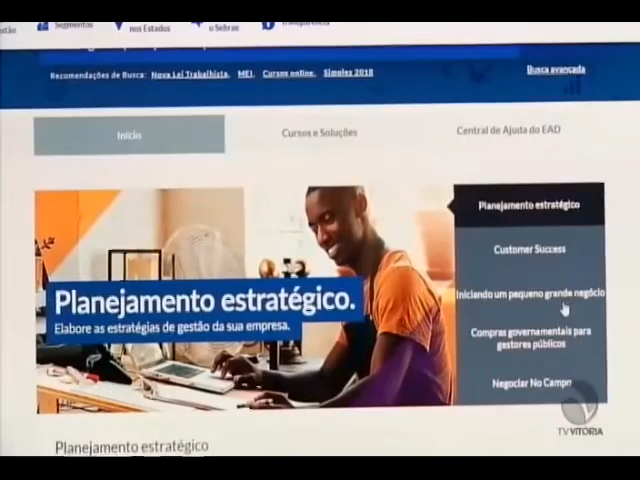 Segmentos
nos Estados
o Sebrae
Recomendações de Busca: Nova Lei Trabalhista, MEI, Cursos online, Simples 2018
Busca avançada
Início
Cursos e Soluções
Central de Ajuda do EAD
Planejamento estratégico.
Elabore as estratégias de gestão da sua empresa.
Planejamento estratégico
Customer Success
Iniciando um pequeno grande negócio
Compras governamentais para
gestores públicos
Negociar No Campo
TV VITÓRIA
Planejamento estratégico